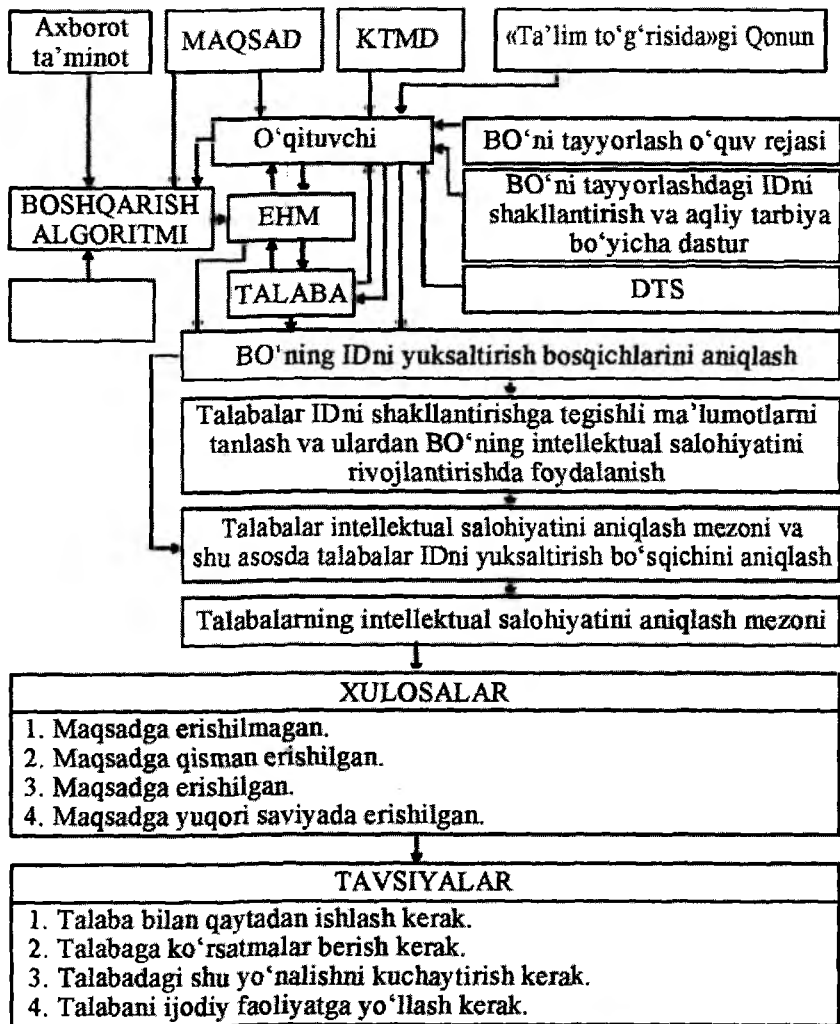 Axborot
ta’minot
MAQSAD
KTMD
«Ta’lim to‘g‘risida»gi Qonun
O‘qituvchi
BO‘ni tayyorlash o‘quv rejasi
BO‘ni tayyorlashdagi IDni
shakllantirish va aqliy tarbiya
bo‘yicha dastur
BOSHQARISH
ALGORITMI
EHM
TALABA
DTS
BO‘ning IDni yuksaltirish bosqichlarini aniqlash
Talabalar IDni shakllantirishga tegishli ma’lumotlarni
tanlash va ulardan BO‘ning intellektual salohiyatini
rivojlantirishda foydalanish
Talabalar intellektual salohiyatini aniqlash mezoni va
shu asosda talabalar IDni yuksaltirish bo‘sqichini aniqlash
Talabalarning intellektual salohiyatini aniqlash mezoni
XULOSALAR
1. Maqsadga erishilmagan.
2. Maqsadga qisman erishilgan.
3. Maqsadga erishilgan.
4. Maqsadga yuqori saviyada erishilgan.
TAVSIYALAR
1. Talaba bilan qaytadan ishlash kerak.
2. Talabaga ko‘rsatmalar berish kerak.
3. Talabadagi shu yo‘nalishni kuchaytirish kerak.
4. Talabani ijodiy faoliyatga yo‘llash kerak.